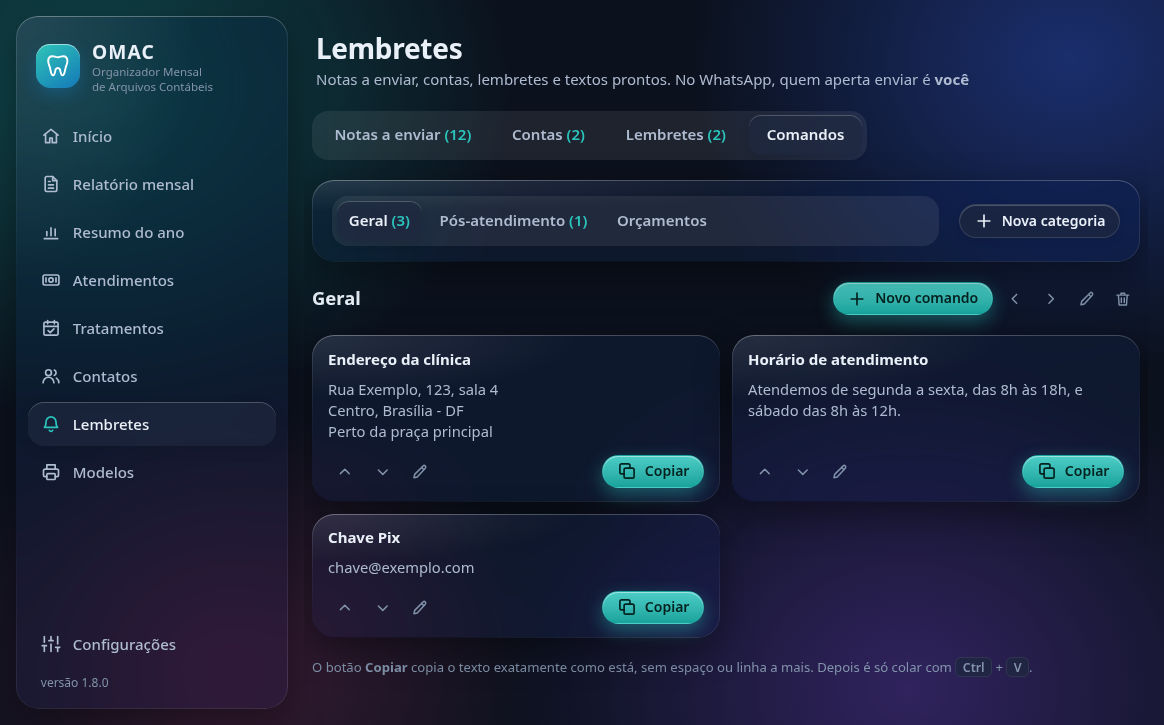 OMAC
Organizador Mensal
de Arquivos Contábeis
Início
Relatório mensal
Resumo do ano
Atendimentos
Tratamentos
Contatos
Lembretes
Modelos
Configurações
versão 1.8.0
Lembretes
Notas a enviar, contas, lembretes e textos prontos. No WhatsApp, quem aperta enviar é você
Notas a enviar (12) Contas (2) Lembretes (2) Comandos
Geral (3) Pós-atendimento (1) Orçamentos Nova categoria
Geral Novo comando
Endereço da clínica
Rua Exemplo, 123, sala 4
Centro, Brasília - DF
Perto da praça principal
Copiar
Horário de atendimento
Atendemos de segunda a sexta, das 8h às 18h, e
sábado das 8h às 12h.
Copiar
Chave Pix
chave@exemplo.com
Copiar
O botão Copiar copia o texto exatamente como está, sem espaço ou linha a mais. Depois é só colar com Ctrl + V.